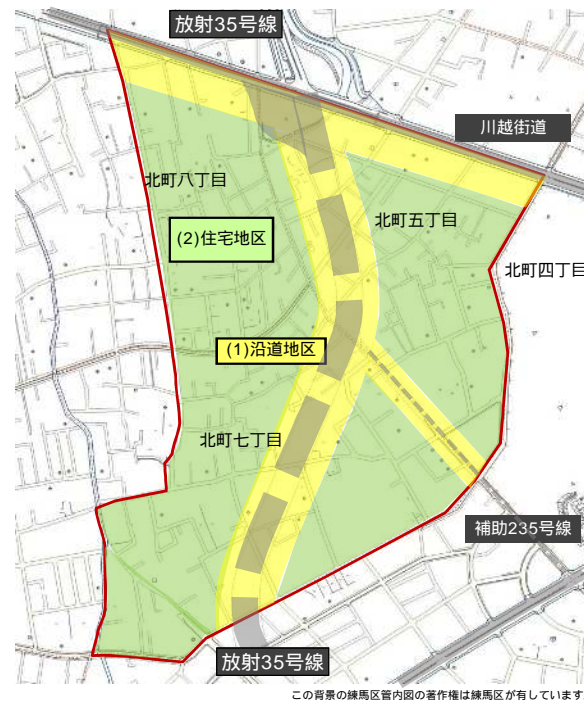 放射35号線
川越街道
北町八丁目
北町五丁目
(2)住宅地区
北町四丁目
(1)沿道地区
北町七丁目
補助235号線
放射35号線
この背景の練馬区管内図の著作権は練馬区が有しています